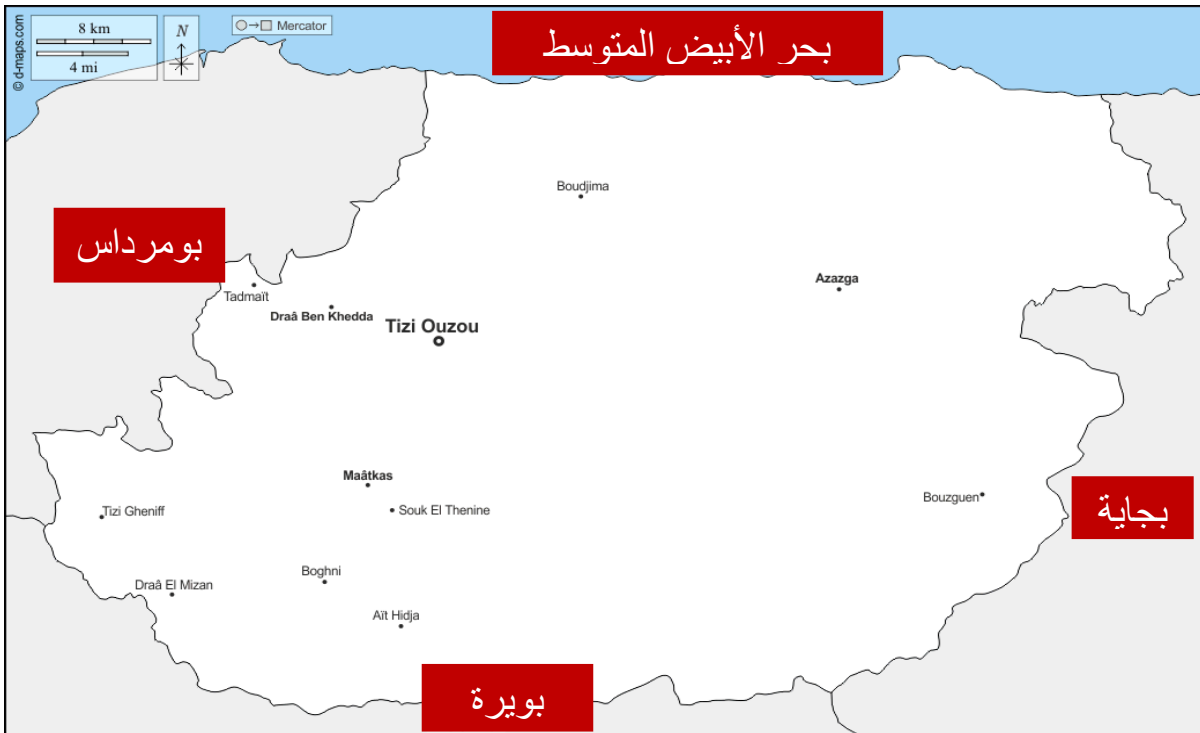 8 km
4 mi
N
Mercator
© d-maps.com
بحر الأبيض المتوسط
Boudjima
بومرداس
Azazga
Tadmaït
Draâ Ben Khedda
Tizi Ouzou
Maâtkas
Bouzguen
بجاية
Tizi Gheniff
Souk El Thenine
Boghni
Draâ El Mizan
Aït Hidja
بويرة